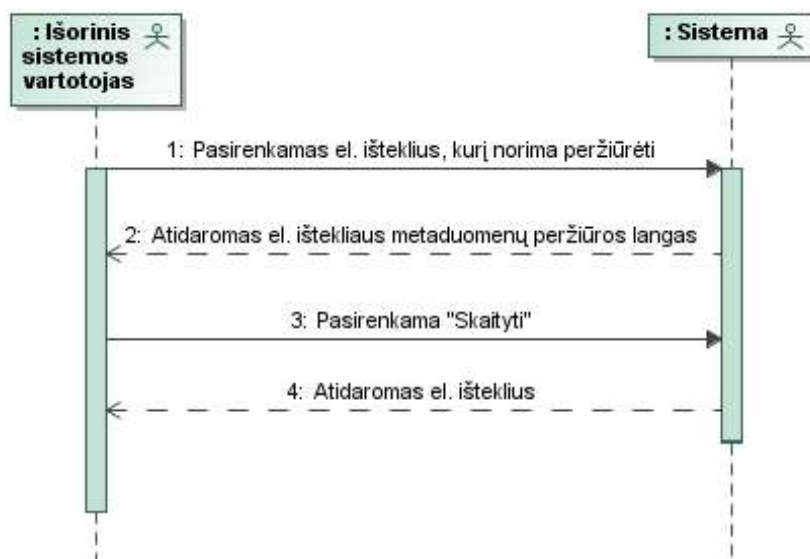 : Išorinis
sistemos
vartotojas
: Sistema
1: Pasirenkamas el. išteklius, kurį norima peržiūrėti
2: Atidaromas el. ištekliaus metaduomenų peržiūros langas
3: Pasirenkama "Skaityti"
4: Atidaromas el. išteklius